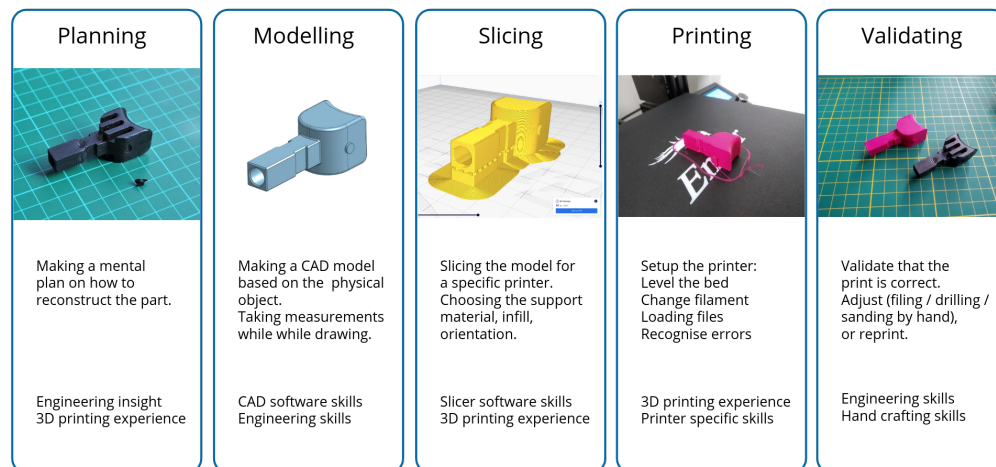 Planning
Making a mental
plan on how to
reconstruct the part.
Engineering insight
3D printing experience
Modelling
Making a CAD model
based on the  physical
object.
Taking measurements
while while drawing.
CAD software skills
Engineering skills
Slicing
Slicing the model for
a specific printer.
Choosing the support
material, infill,
orientation.
Slicer software skills
3D printing experience
Printing
Setup the printer:
Level the bed
Change filament
Loading files
Recognise errors
3D printing experience
Printer specific skills
Validating
Validate that the
print is correct.
Adjust (filing / drilling /
sanding by hand),
or reprint.
Engineering skills
Hand crafting skills